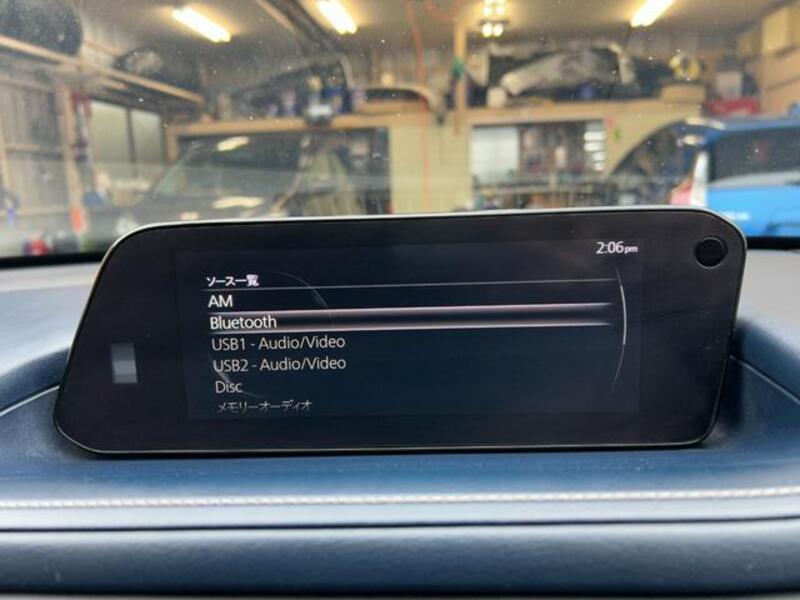 2:06pm
ソース一覧
AM
Bluetooth
USB1 - Audio/Video
USB2 - Audio/Video
Disc
メモリーオーディオ